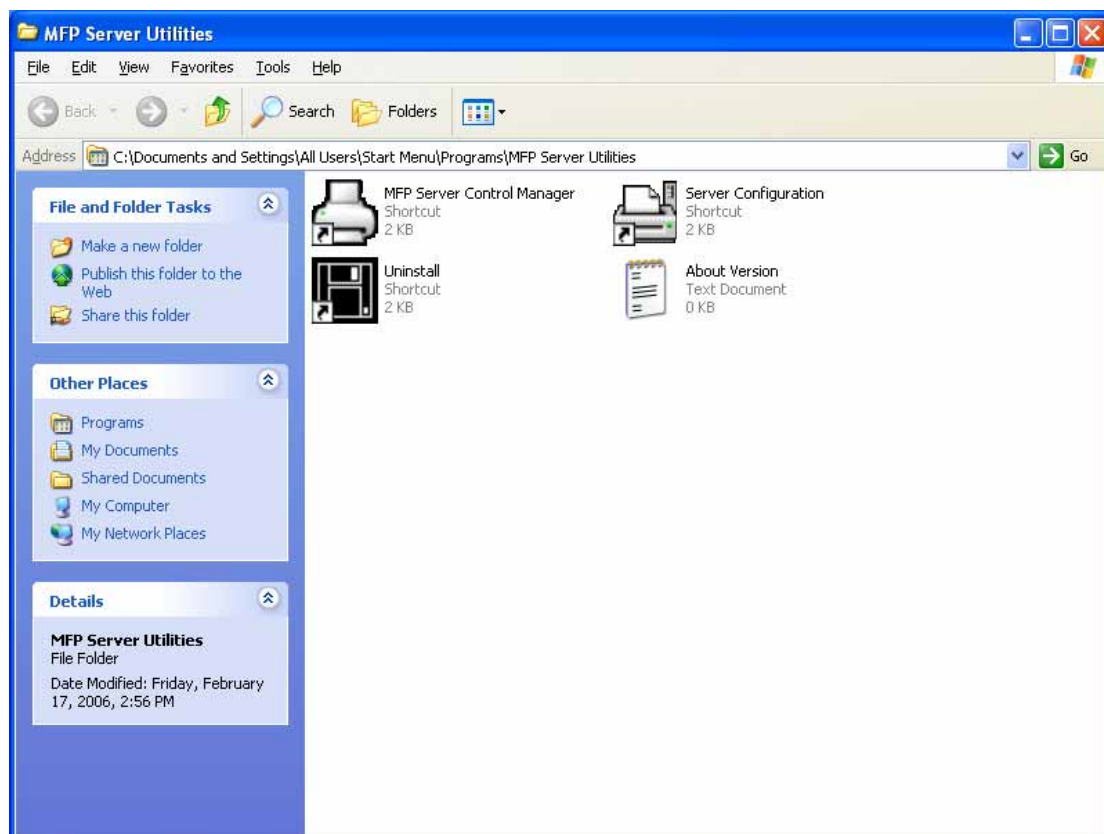 MFP Server Utilities
File Edit View Favorites Tools Help
Back Search Folders
Address C:\Documents and Settings\All Users\Start Menu\Programs\MFP Server Utilities Go
File and Folder Tasks
Make a new folder
Publish this folder to the
Web
Share this folder
Other Places
Programs
My Documents
Shared Documents
My Computer
My Network Places
Details
MFP Server Utilities
File Folder
Date Modified: Friday, February
17, 2006, 2:56 PM
MFP Server Control Manager
Shortcut
2 KB
Server Configuration
Shortcut
2 KB
Uninstall
Shortcut
2 KB
About Version
Text Document
0 KB